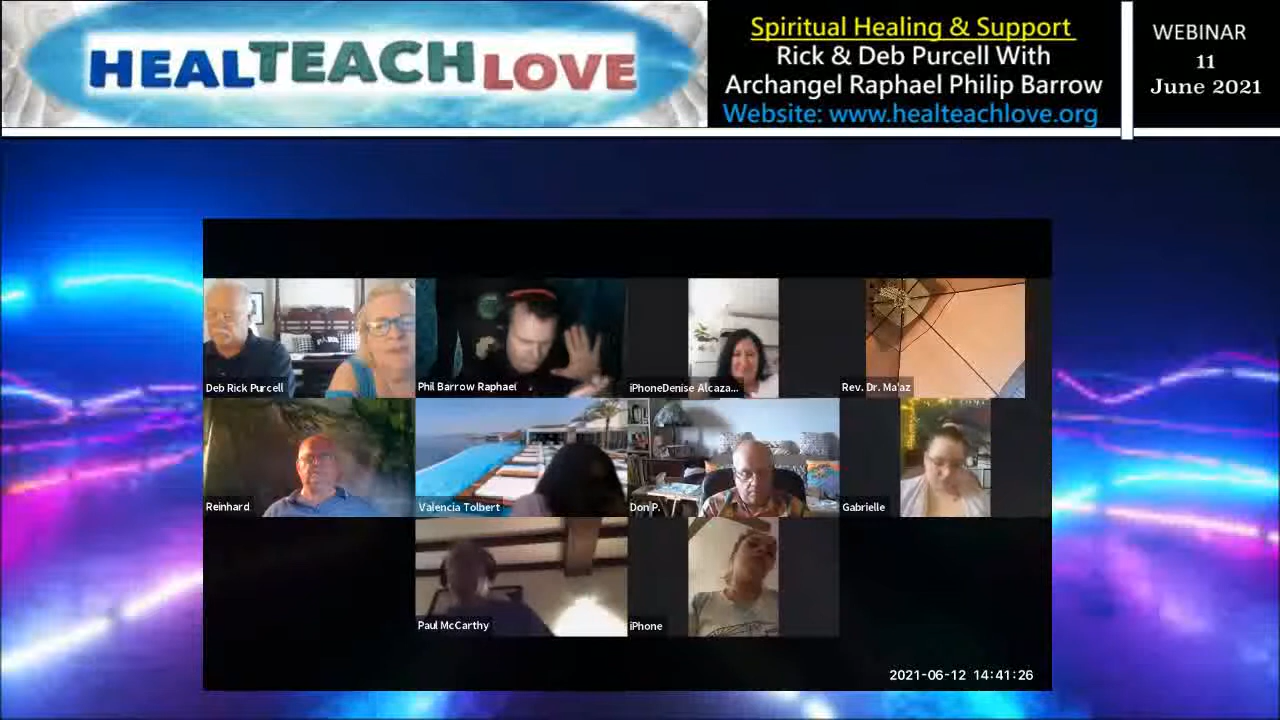 HEALTEACHLOVE
Spiritual Healing & Support
Rick & Deb Purcell With
Archangel Raphael Philip Barrow
Website: www.healteachlove.org
WEBINAR
11
June 2021
Deb Rick Purcell
Phil Barrow Raphael
iPhoneDenise Alcaza...
Rev. Dr. Ma'az
Reinhard
Valencia Tolbert
Don P.
Gabrielle
Paul McCarthy
iPhone
2021-06-12 14:41:26